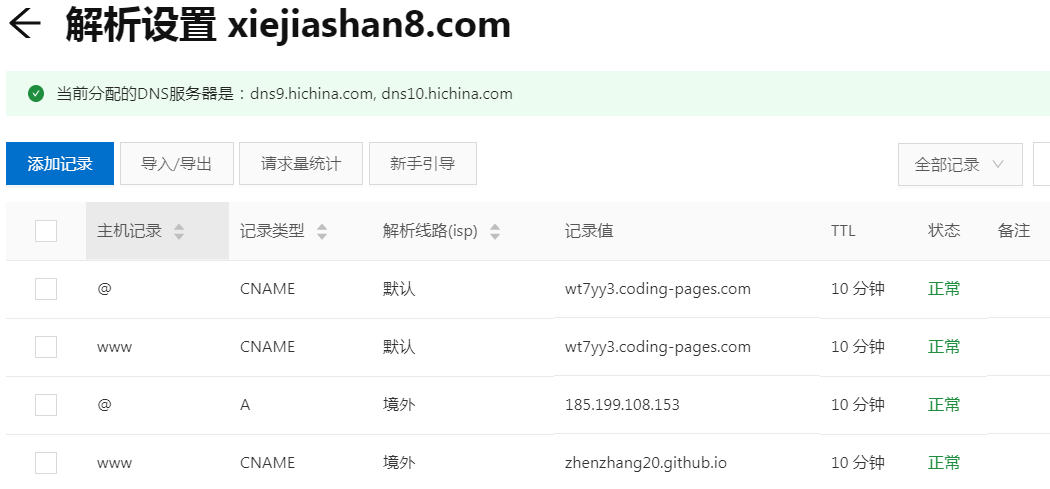 解析设置 xiejiashan8.com
当前分配的DNS服务器是：dns9.hichina.com, dns10.hichina.com
添加记录 导入/导出 请求量统计 新手引导 全部记录
主机记录 记录类型 解析线路(isp) 记录值 TTL 状态 备注
@ CNAME 默认 wt7yy3.coding-pages.com 10 分钟 正常
www CNAME 默认 wt7yy3.coding-pages.com 10 分钟 正常
@ A 境外 185.199.108.153 10 分钟 正常
www CNAME 境外 zhenzhang20.github.io 10 分钟 正常